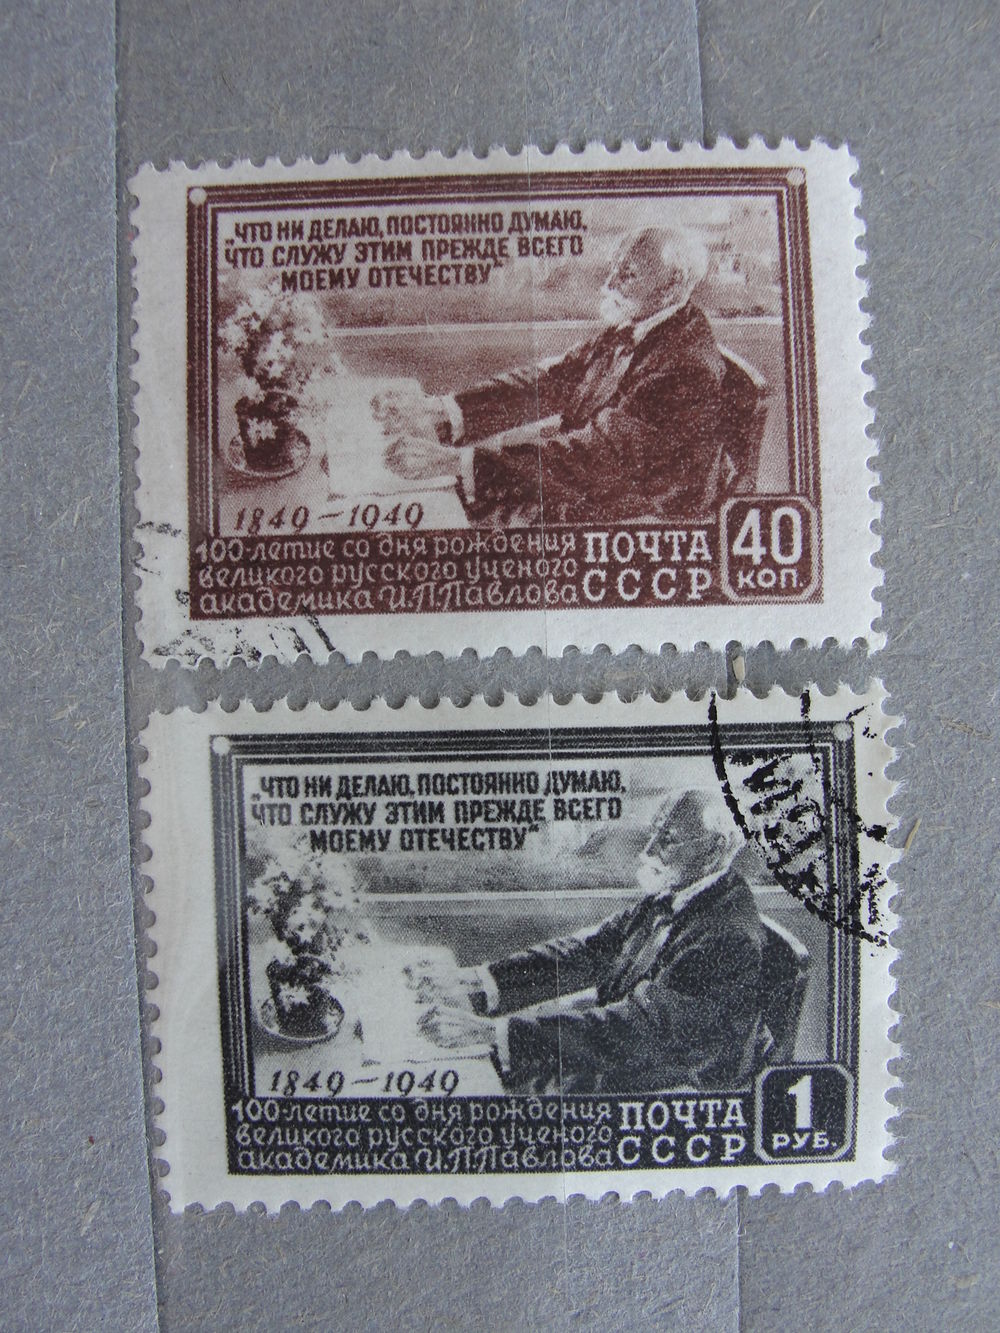 „ЧТО НИ ДЕЛАЮ, ПОСТОЯННО ДУМАЮ,
ЧТО СЛУЖУ ЭТИМ ПРЕЖДЕ ВСЕГО
МОЕМУ ОТЕЧЕСТВУ“
1849-1949
100-летие со дня рождения
великого русского ученого
академика И.П.Павлова
ПОЧТА
СССР
40
КОП.
„ЧТО НИ ДЕЛАЮ, ПОСТОЯННО ДУМАЮ,
ЧТО СЛУЖУ ЭТИМ ПРЕЖДЕ ВСЕГО
МОЕМУ ОТЕЧЕСТВУ“
1849-1949
100-летие со дня рождения
великого русского ученого
академика И.П.Павлова
ПОЧТА
СССР
1
РУБ.